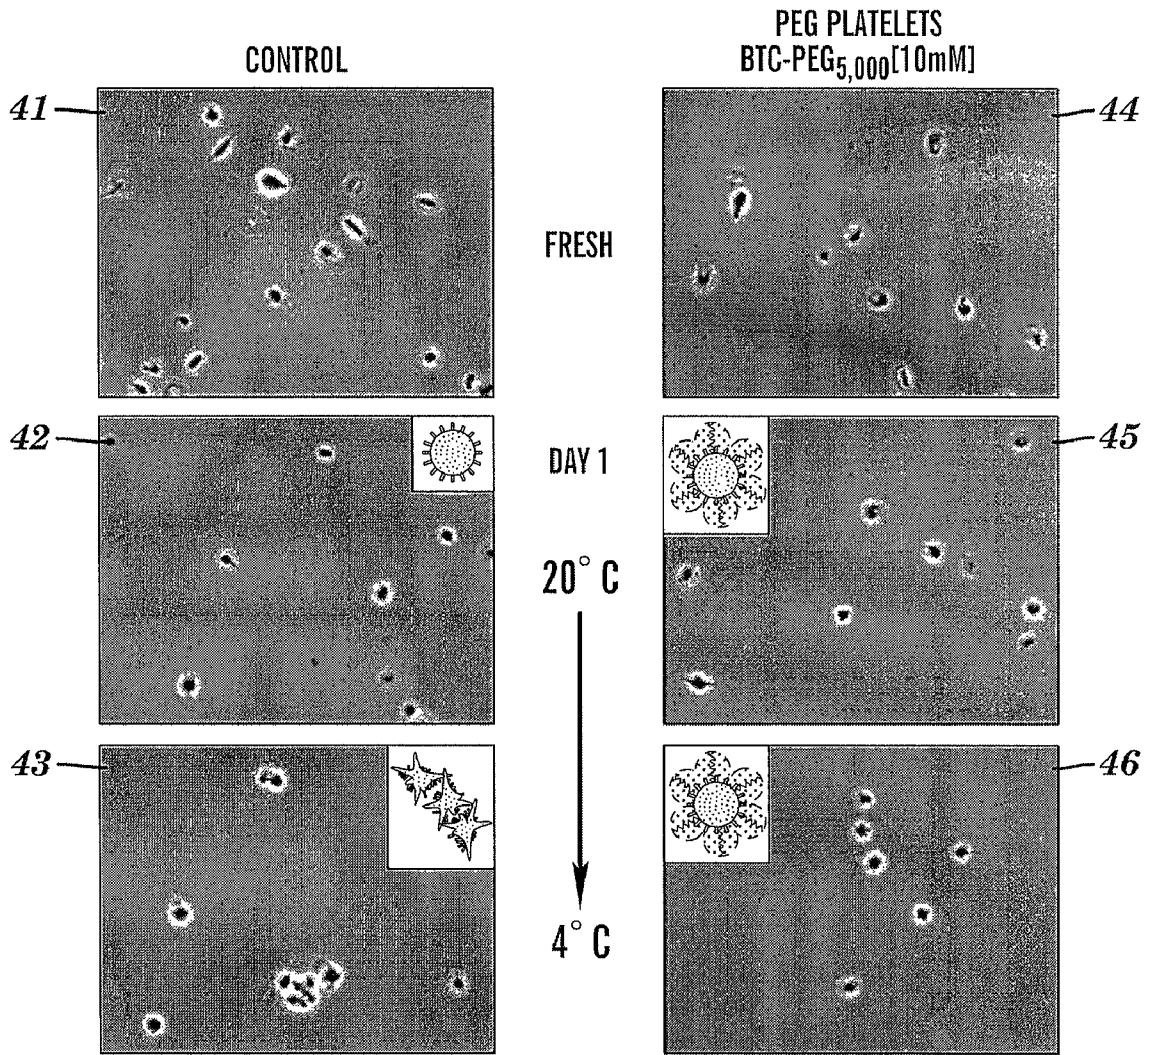 CONTROL
PEG PLATELETS
BTC-PEG5,000[10mM]
41
44
FRESH
42
DAY 1
45
20° C
43
46
4° C